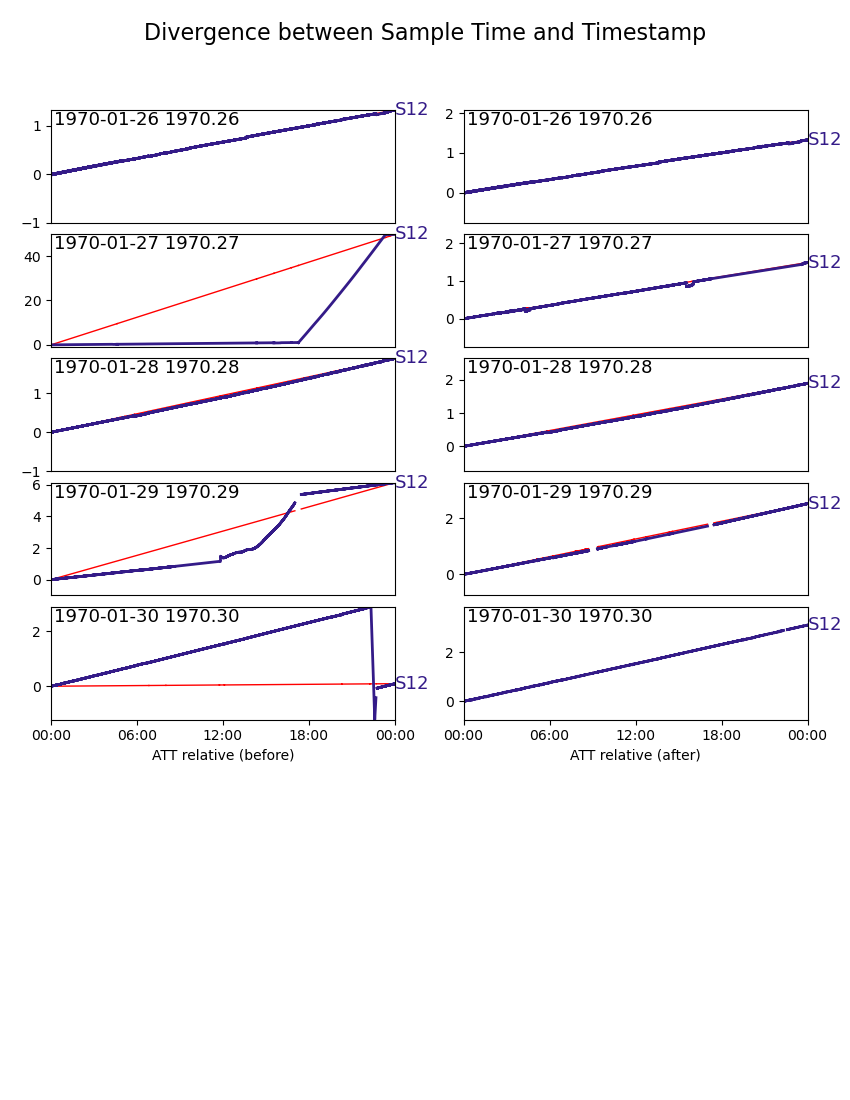 Divergence between Sample Time and Timestamp
1970-01-26 1970.26
S12
1
0
−1
1970-01-26 1970.26
S12
2
1
0
1970-01-27 1970.27
S12
40
20
0
1970-01-27 1970.27
S12
2
1
0
1970-01-28 1970.28
S12
1
0
−1
1970-01-28 1970.28
S12
2
1
0
1970-01-29 1970.29
S12
6
4
2
0
1970-01-29 1970.29
S12
2
0
1970-01-30 1970.30
S12
2
0
00:00 06:00 12:00 18:00 00:00
ATT relative (before)
1970-01-30 1970.30
S12
2
0
00:00 06:00 12:00 18:00 00:00
ATT relative (after)